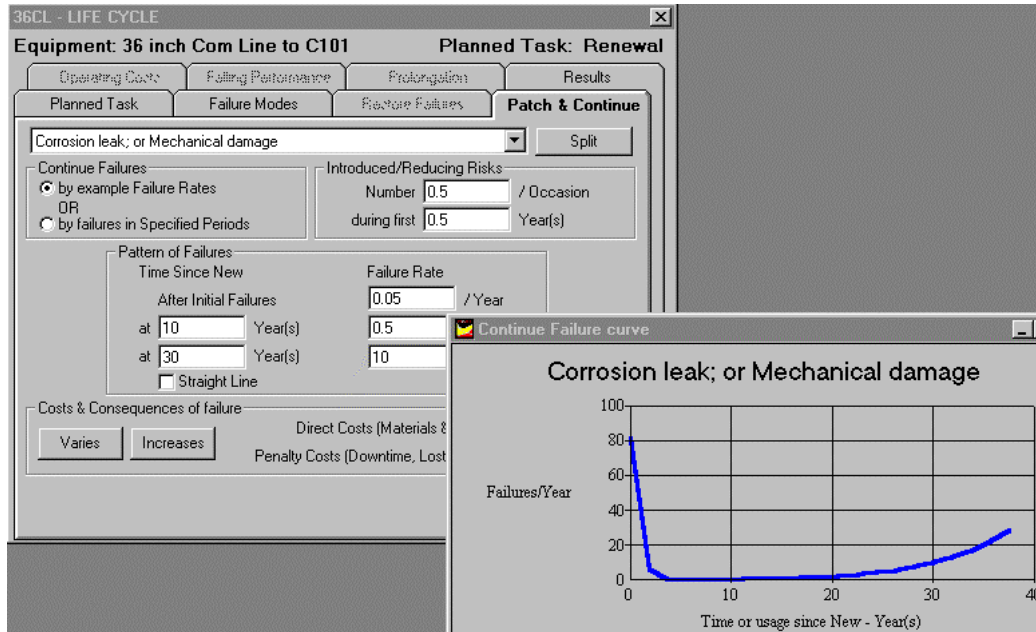 36CL - LIFE CYCLE
Equipment: 36 inch Com Line to C101 Planned Task: Renewal
Operating Costs Falling Performance Prolongation Results
Planned Task Failure Modes Restore Failures Patch & Continue
Corrosion leak; or Mechanical damage Split
Continue Failures
by example Failure Rates
OR
by failures in Specified Periods
Introduced/Reducing Risks
Number 0.5 / Occasion
during first 0.5 Year(s)
Pattern of Failures
Time Since New Failure Rate
After Initial Failures 0.05 / Year
at 10 Year(s) 0.5
at 30 Year(s) 10
Straight Line
Costs & Consequences of failure
Varies Increases
Direct Costs (Materials &
Penalty Costs (Downtime, Lost
Continue Failure curve
Corrosion leak; or Mechanical damage
100
80
60
40
20
0
Failures/Year
0 10 20 30 40
Time or usage since New - Year(s)